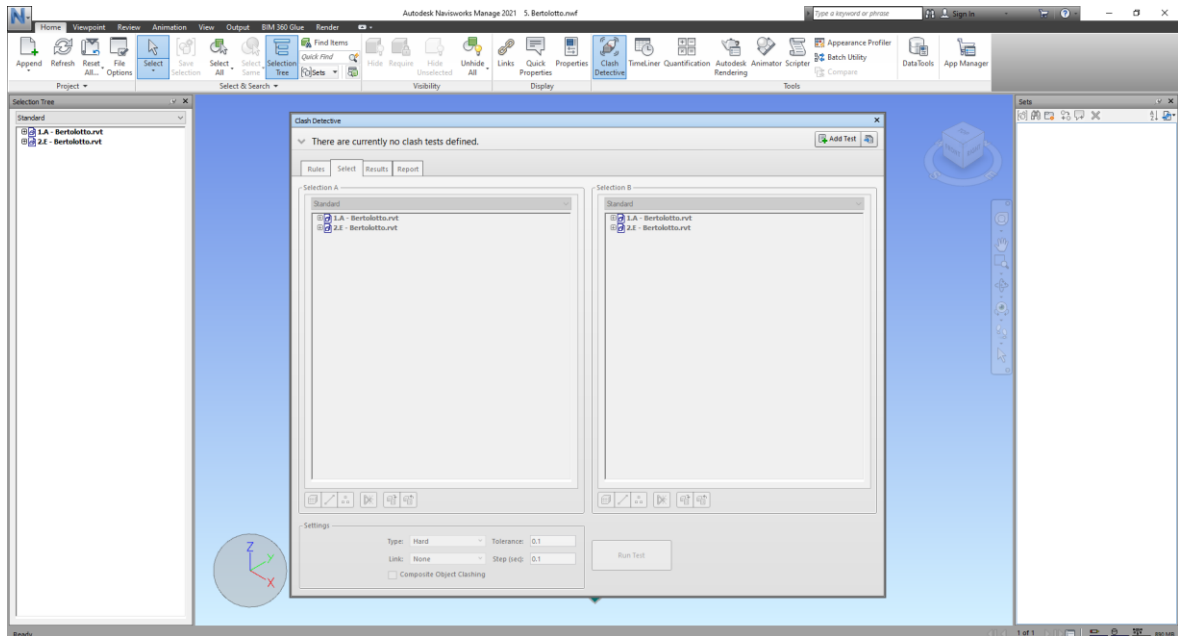 Autodesk Navisworks Manage 2021 5. Bertolotto.nwf
Type a keyword or phrase
Sign In
Home Viewpoint Review Animation View Output BIM 360 Glue Render
Append
Refresh
Reset All...
File Options
Select
Save Selection
Select All
Select Same
Selection Tree
Find Items
Quick Find
Sets
Hide
Require
Hide Unselected
Unhide All
Links
Quick Properties
Properties
Clash Detective
TimeLiner
Quantification
Autodesk Rendering
Animator
Scripter
Appearance Profiler
Batch Utility
Compare
DataTools
App Manager
Project
Select & Search
Visibility
Display
Tools
Selection Tree
Standard
1.A - Bertolotto.rvt
2.E - Bertolotto.rvt
Clash Detective
There are currently no clash tests defined.
Add Test
Rules Select Results Report
Selection A
Standard
1.A - Bertolotto.rvt
2.E - Bertolotto.rvt
Selection B
Standard
1.A - Bertolotto.rvt
2.E - Bertolotto.rvt
Settings
Type: Hard Tolerance: 0.1
Link: None Step (sec): 0.1
Composite Object Clashing
Run Test
Sets
Z
Y
X
Ready
1 of 1